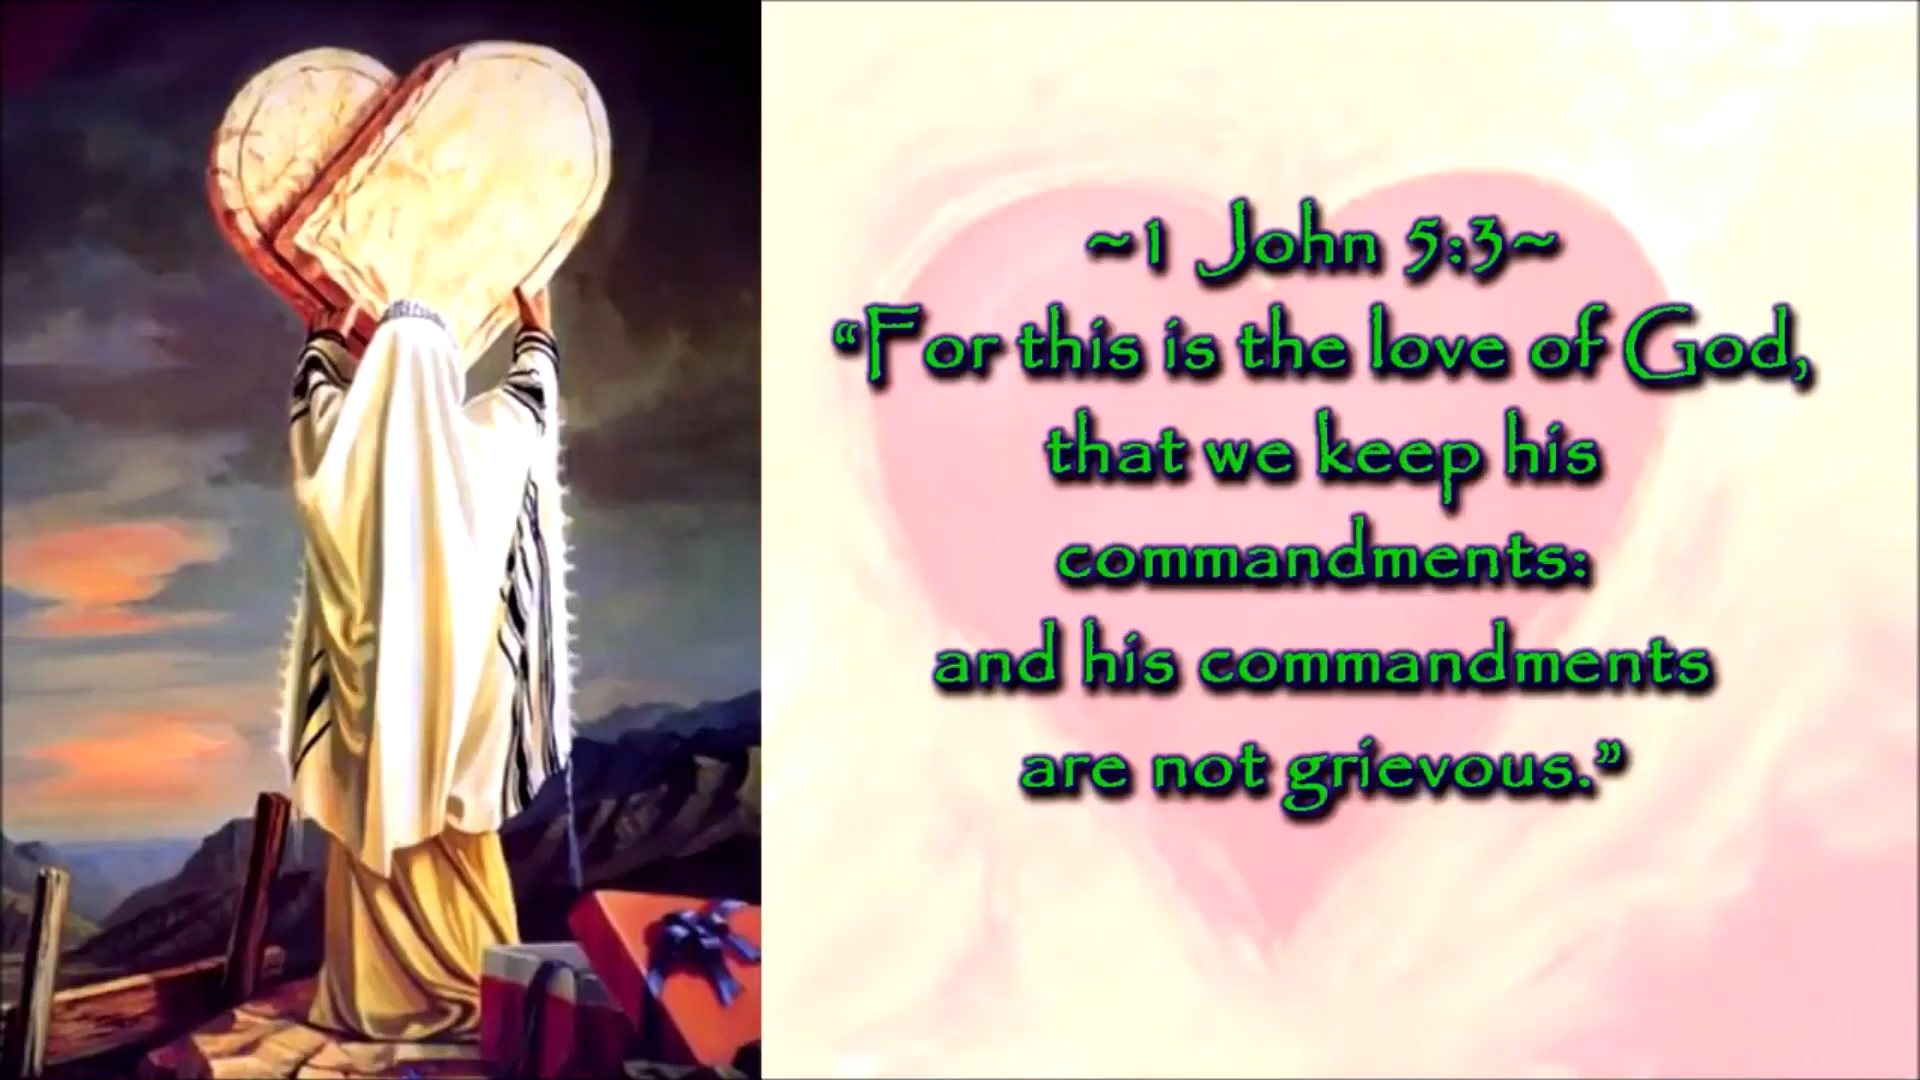 ~1 John 5:3~
“For this is the love of God,
that we keep his
commandments:
and his commandments
are not grievous.”